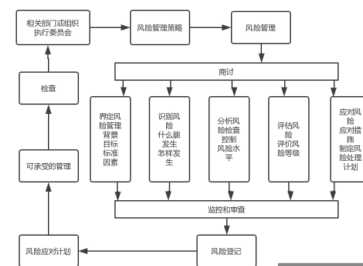 相关部门或组织
执行委员会
风险管理策略
风险管理
商讨
检查
界定风
险管理
背景
目标
标准
因素
识别风
险
什么能
发生
怎样发
生
分析风
险检查
控制
风险水
平
评估风
险
评价风
险等级
应对风
险
应对措
施
制定风
险处理
计划
可承受的管理
监控和审查
风险应对计划
风险登记